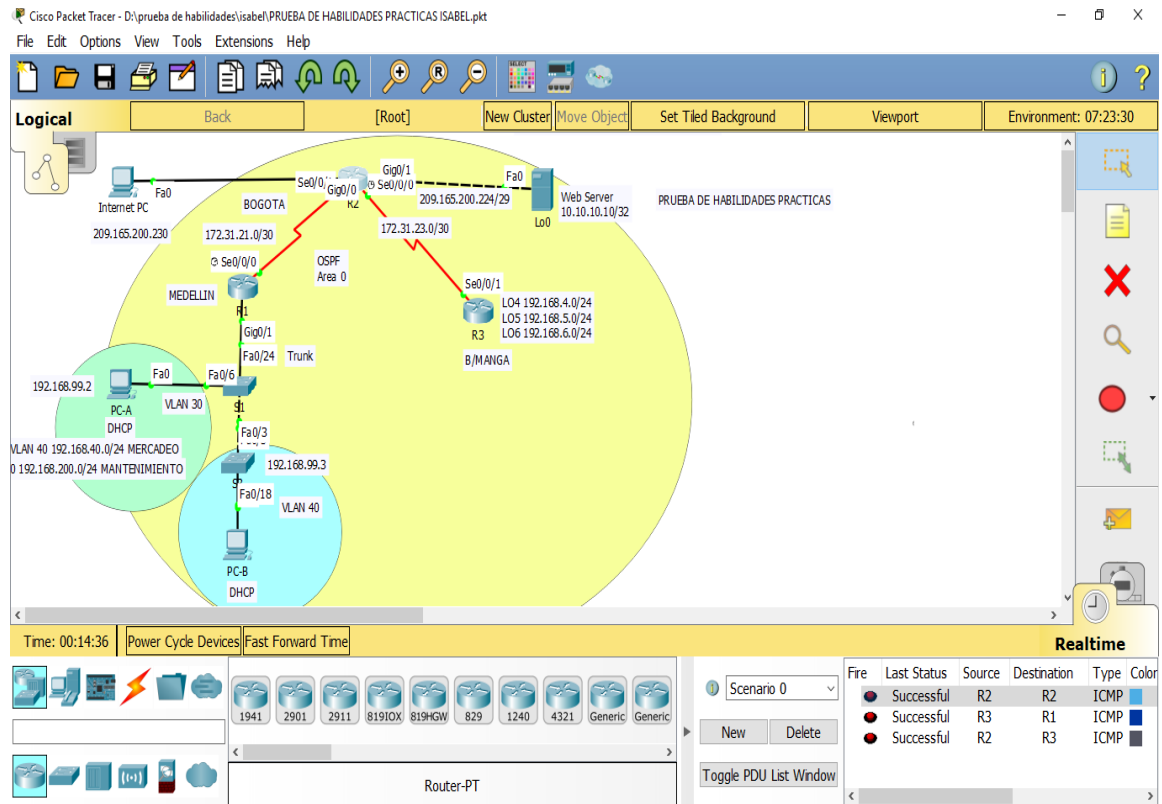 Cisco Packet Tracer - D:\prueba de habilidades\isabel\PRUEBA DE HABILIDADES PRACTICAS ISABEL.pkt
File Edit Options View Tools Extensions Help
Logical
Back
[Root]
New Cluster
Move Object
Set Tiled Background
Viewport
Environment: 07:23:30
Internet PC
Fa0
209.165.200.230
BOGOTA
Se0/0/
Gig0/0
Gig0/1
Se0/0/0
R2
209.165.200.224/29
Fa0
Web Server
10.10.10.10/32
Lo0
PRUEBA DE HABILIDADES PRACTICAS
172.31.21.0/30
172.31.23.0/30
Se0/0/0
OSPF
Area 0
MEDELLIN
R1
Se0/0/1
LO4 192.168.4.0/24
LO5 192.168.5.0/24
LO6 192.168.6.0/24
R3
B/MANGA
Gig0/1
Fa0/24
Trunk
192.168.99.2
Fa0
Fa0/6
S1
PC-A
VLAN 30
DHCP
VLAN 40 192.168.40.0/24 MERCADEO
0 192.168.200.0/24 MANTENIMIENTO
Fa0/3
192.168.99.3
Fa0/18
VLAN 40
PC-B
DHCP
Time: 00:14:36
Power Cycle Devices
Fast Forward Time
Realtime
1941 2901 2911 819IOX 819HGW 829 1240 4321 Generic Generic
Router-PT
Scenario 0
New
Delete
Toggle PDU List Window
Fire Last Status Source Destination Type Color
Successful R2 R2 ICMP
Successful R3 R1 ICMP
Successful R2 R3 ICMP